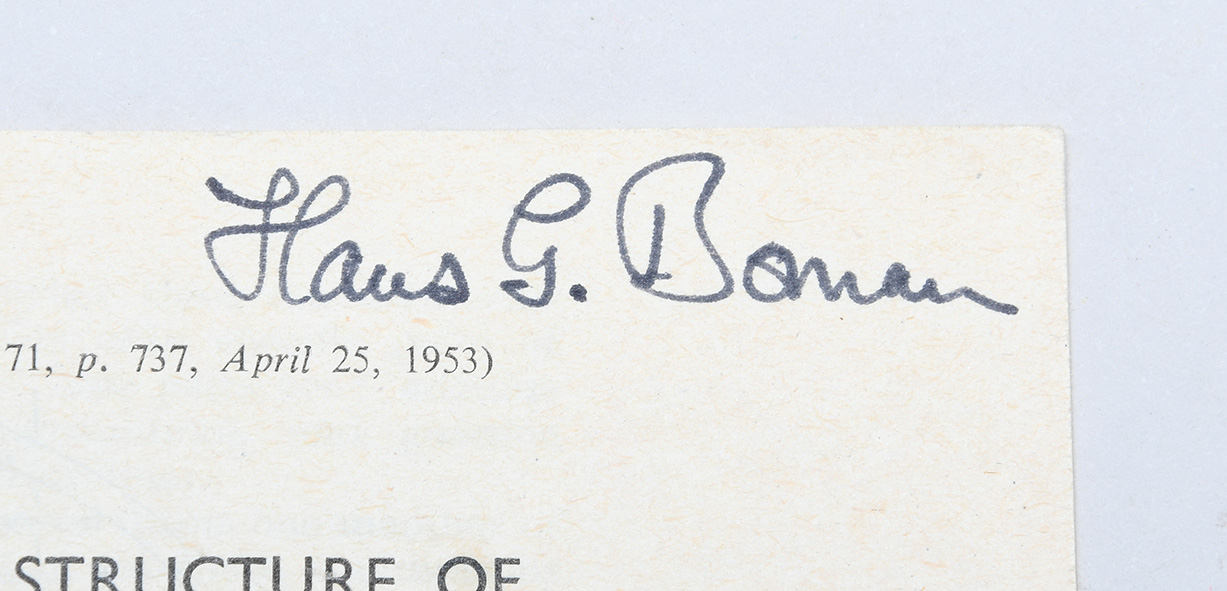 Hans G. Boman
71, p. 737, April 25, 1953)
STRUCTURE OF